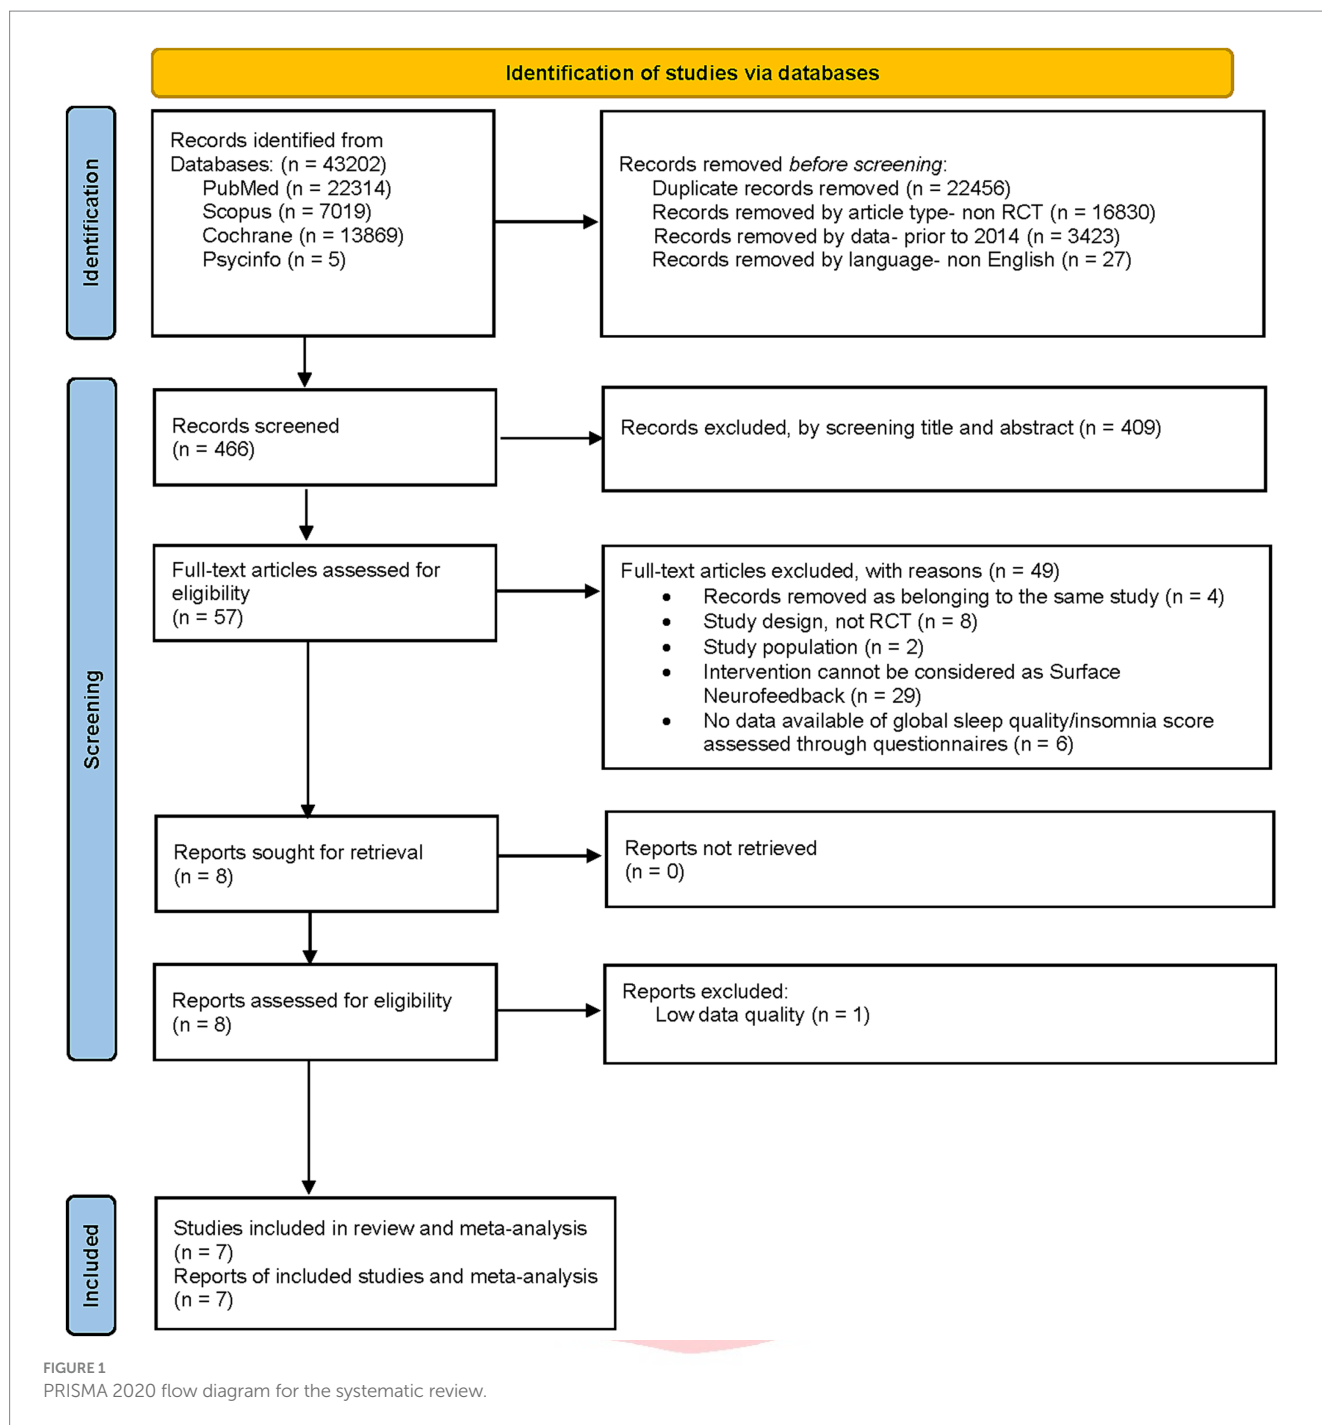 Identification of studies via databases
Identification
Records identified from
Databases: (n = 43202)
PubMed (n = 22314)
Scopus (n = 7019)
Cochrane (n = 13869)
Psycinfo (n = 5)
Records removed before screening:
Duplicate records removed (n = 22456)
Records removed by article type- non RCT (n = 16830)
Records removed by data- prior to 2014 (n = 3423)
Records removed by language- non English (n = 27)
Screening
Records screened
(n = 466)
Records excluded, by screening title and abstract (n = 409)
Full-text articles assessed for
eligibility
(n = 57)
Full-text articles excluded, with reasons (n = 49)
• Records removed as belonging to the same study (n = 4)
• Study design, not RCT (n = 8)
• Study population (n = 2)
• Intervention cannot be considered as Surface
Neurofeedback (n = 29)
• No data available of global sleep quality/insomnia score
assessed through questionnaires (n = 6)
Reports sought for retrieval
(n = 8)
Reports not retrieved
(n = 0)
Reports assessed for eligibility
(n = 8)
Reports excluded:
Low data quality (n = 1)
Included
Studies included in review and meta-analysis
(n = 7)
Reports of included studies and meta-analysis
(n = 7)
FIGURE 1
PRISMA 2020 flow diagram for the systematic review.